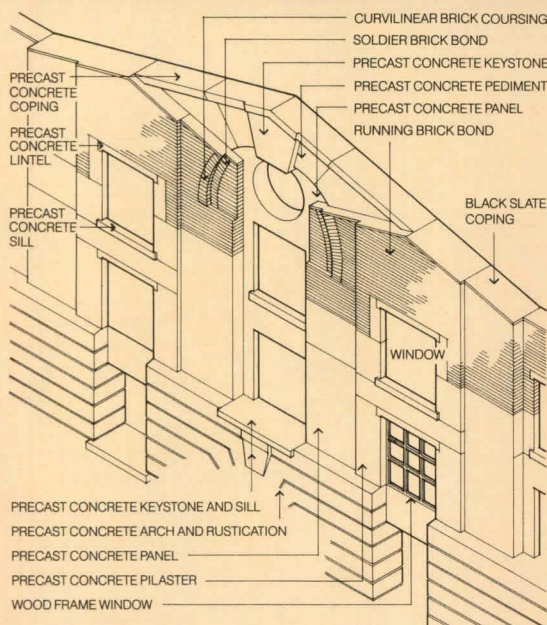 CURVILINEAR BRICK COURSING
SOLDIER BRICK BOND
PRECAST CONCRETE KEYSTONE
PRECAST CONCRETE PEDIMENT
PRECAST CONCRETE PANEL
RUNNING BRICK BOND
PRECAST
CONCRETE
COPING
PRECAST
CONCRETE
LINTEL
PRECAST
CONCRETE
SILL
BLACK SLATE
COPING
WINDOW
PRECAST CONCRETE KEYSTONE AND SILL
PRECAST CONCRETE ARCH AND RUSTICATION
PRECAST CONCRETE PANEL
PRECAST CONCRETE PILASTER
WOOD FRAME WINDOW